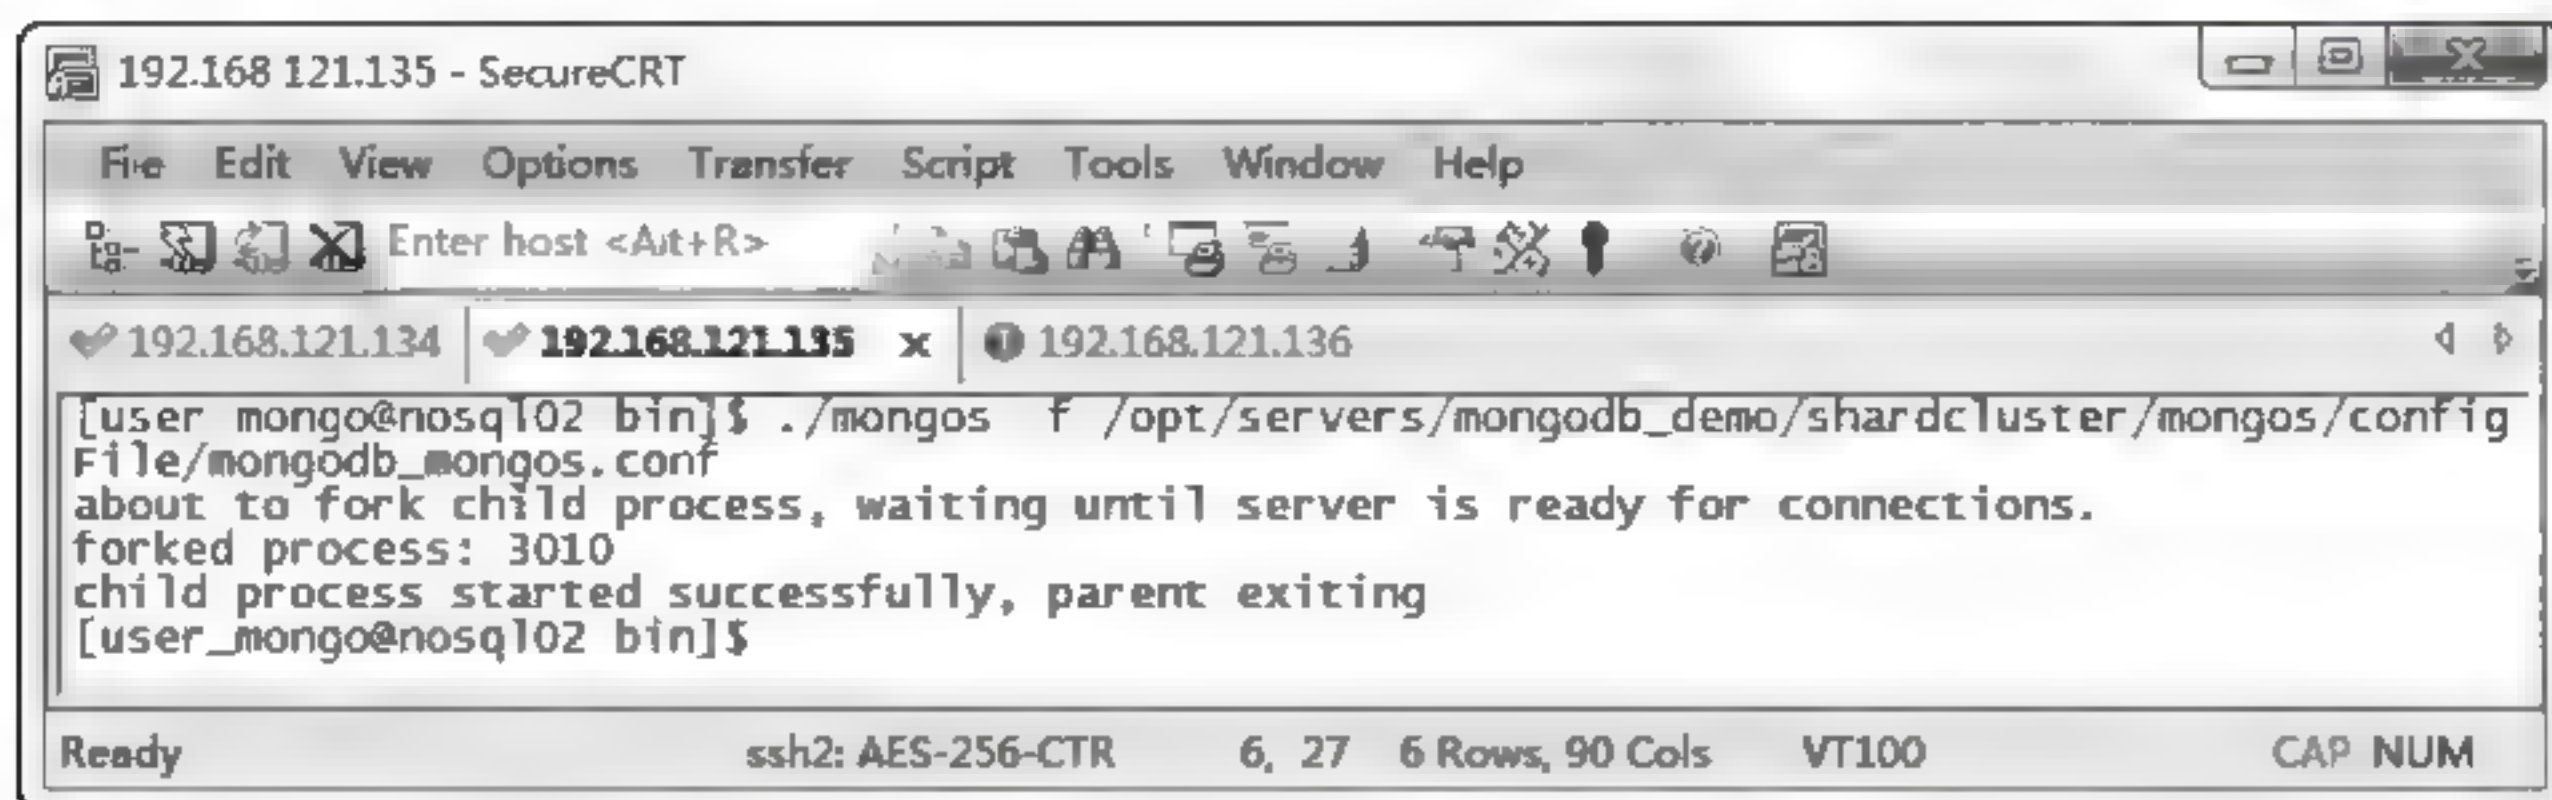 192.168 121.135 - SecureCRT
File Edit View Options Transfer Script Tools Window Help
Enter host <Alt+R>
192.168.121.134 192.168.121.135 x 192.168.121.136
[user mongo@nosql02 bin]$ ./mongos f /opt/servers/mongodb_demo/shardcluster/mongos/config
File/mongodb_mongos.conf
about to fork child process, waiting until server is ready for connections.
forked process: 3010
child process started successfully, parent exiting
[user_mongo@nosql02 bin]$
Ready ssh2: AES-256-CTR 6, 27 6 Rows, 90 Cols VT100 CAP NUM